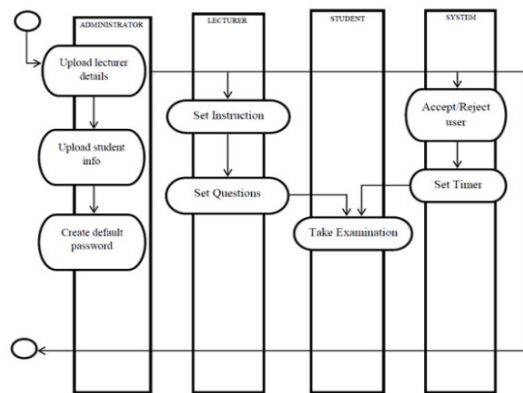 ADMINISTRATOR
LECTURER
STUDENT
SYSTEM
Upload lecturer
details
Set Instruction
Accept/Reject
user
Upload student
info
Set Questions
Set Timer
Create default
password
Take Examination